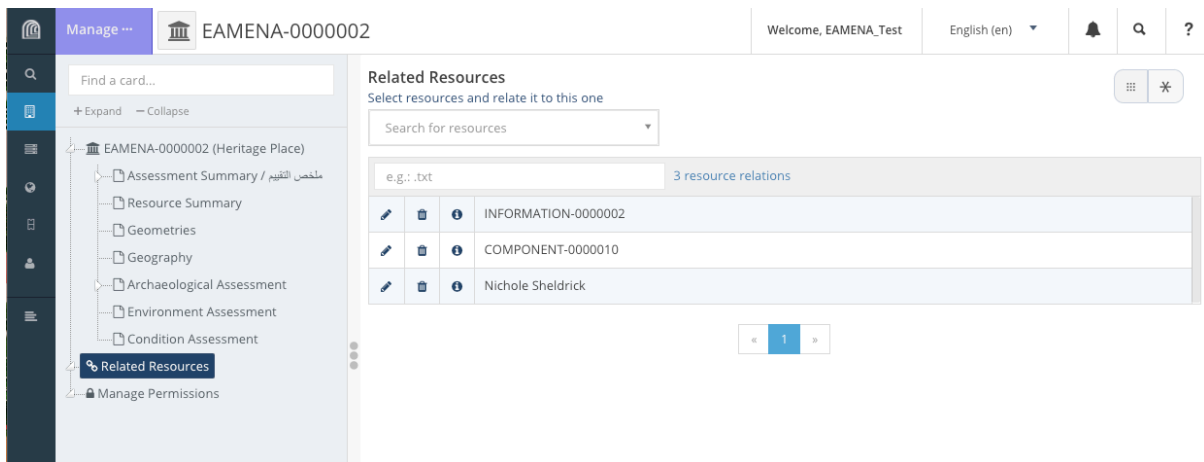 Manage ···
EAMENA-0000002
Welcome, EAMENA_Test
English (en)
?
Find a card...
+ Expand − Collapse
EAMENA-0000002 (Heritage Place)
Assessment Summary / ملخص التقييم
Resource Summary
Geometries
Geography
Archaeological Assessment
Environment Assessment
Condition Assessment
Related Resources
Manage Permissions
Related Resources
Select resources and relate it to this one
Search for resources
e.g.: .txt
3 resource relations
INFORMATION-0000002
COMPONENT-0000010
Nichole Sheldrick
« 1 »